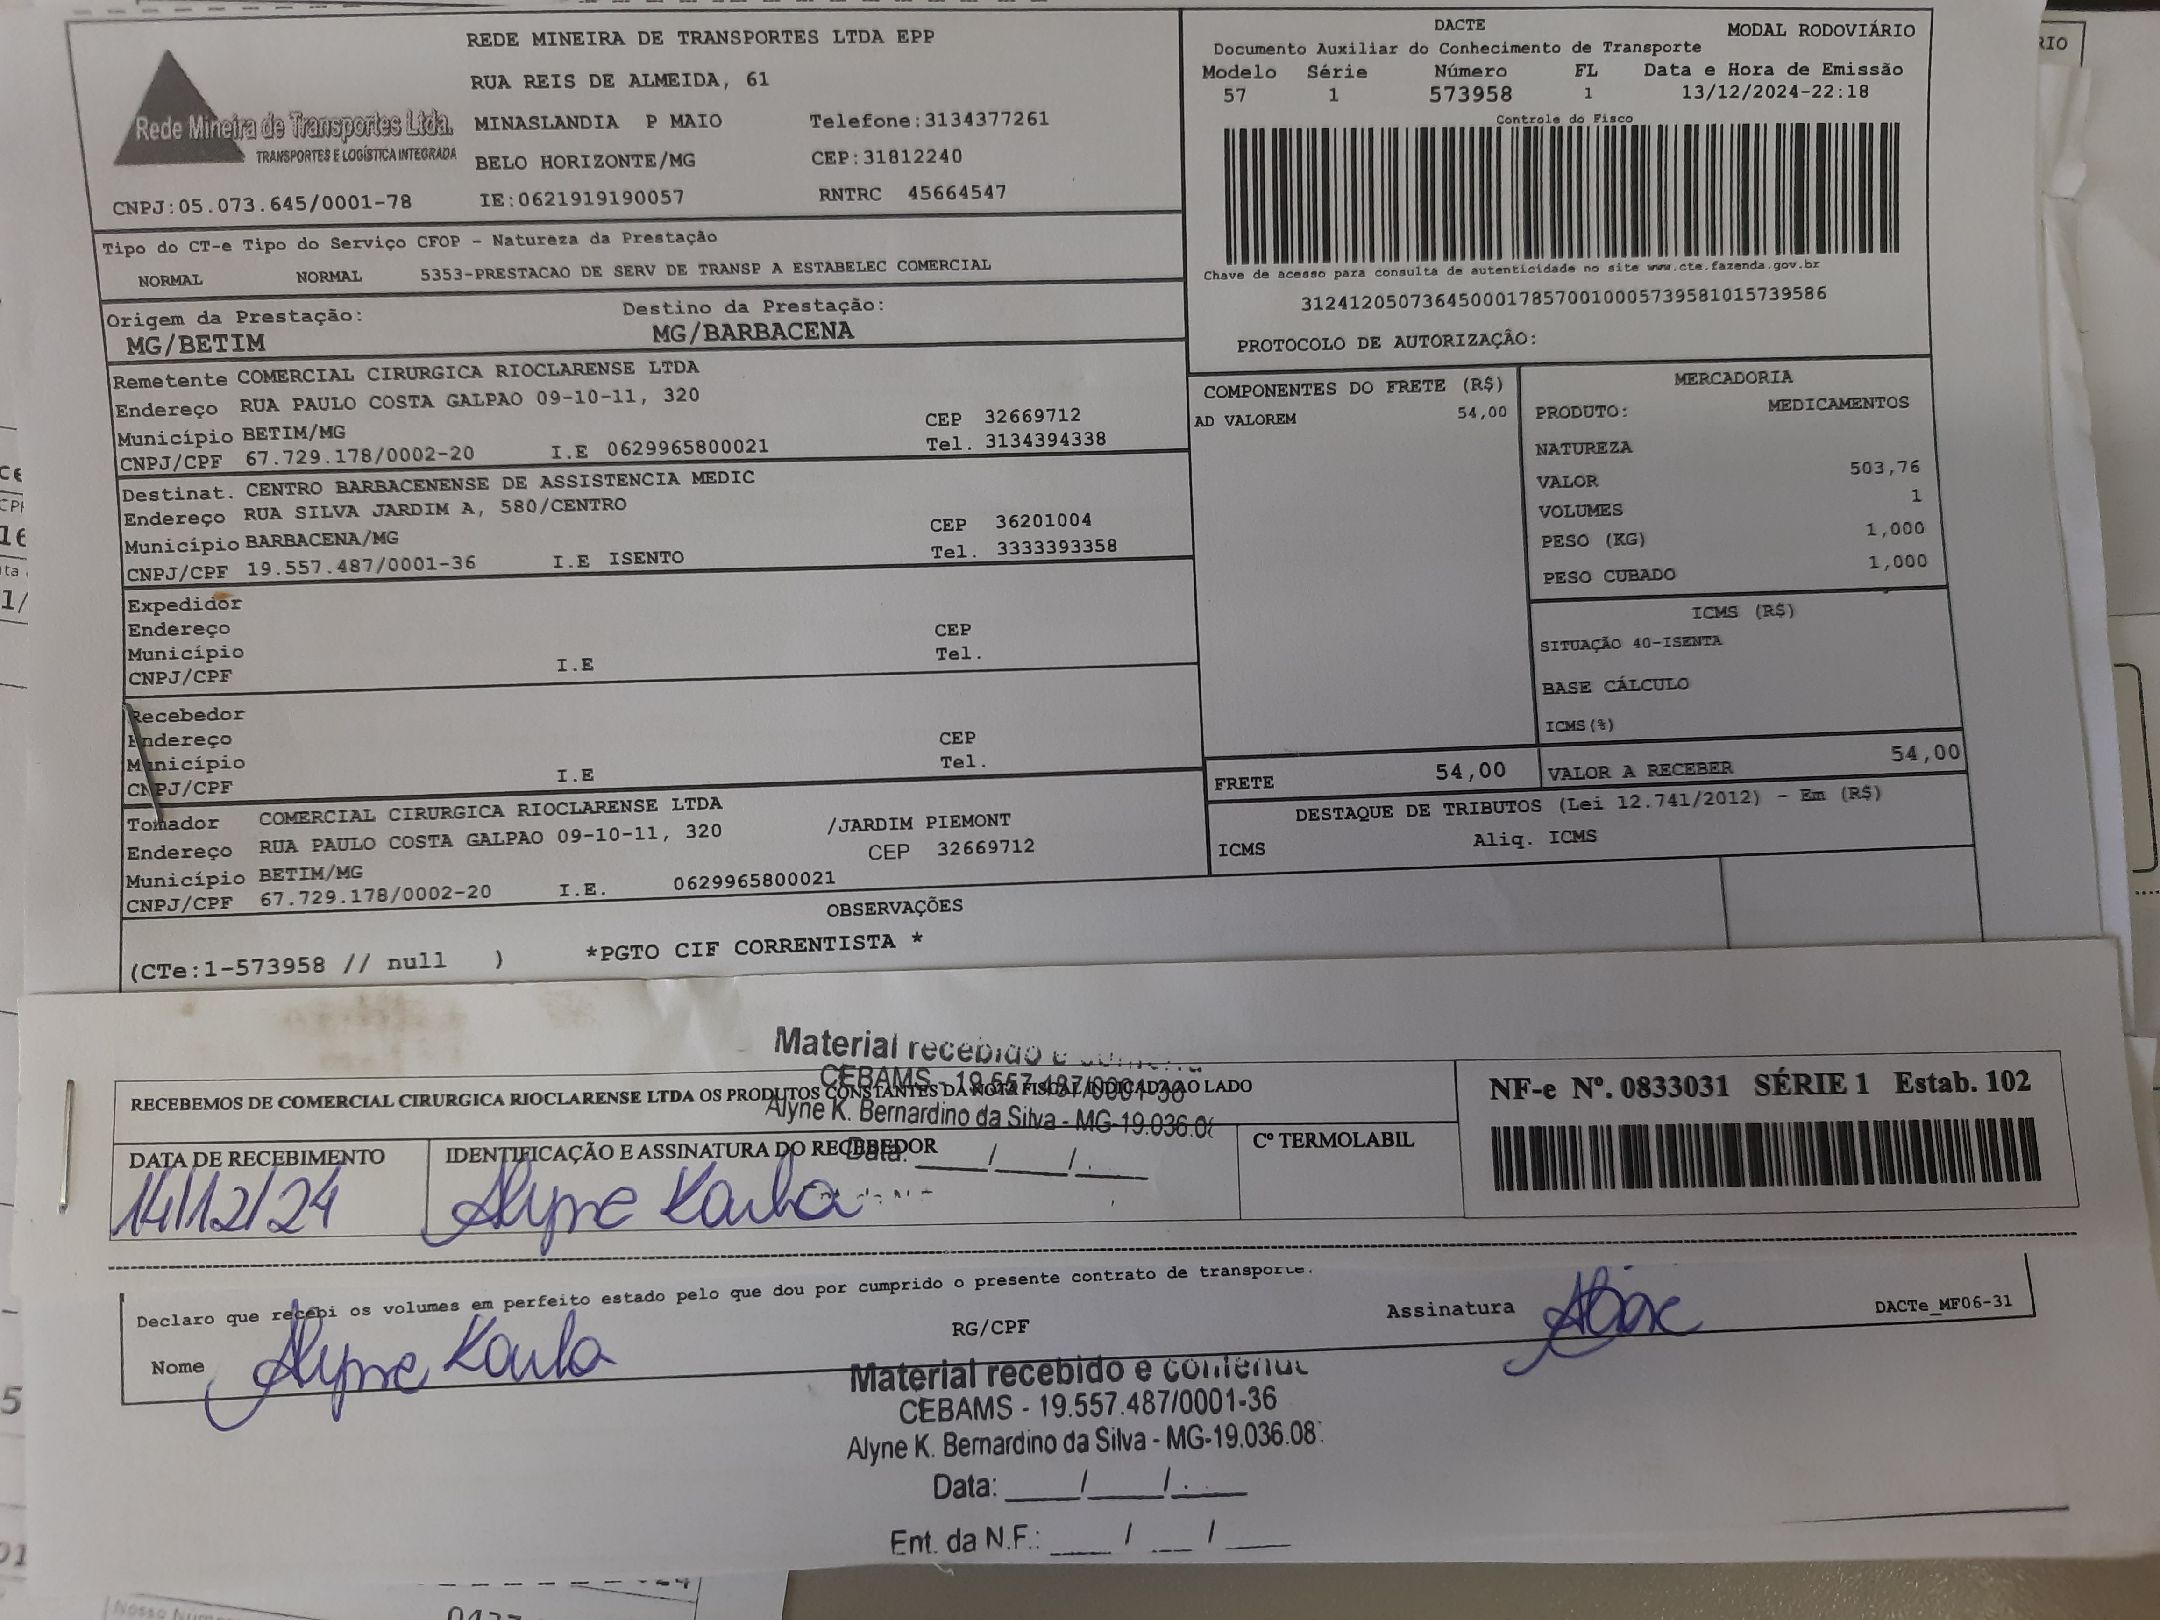 REDE MINEIRA DE TRANSPORTES LTDA EPP
RUA REIS DE ALMEIDA, 61
Rede Mineira de Transportes Ltda.
TRANSPORTES E LOGÍSTICA INTEGRADA
MINASLANDIA P MAIO Telefone:3134377261
BELO HORIZONTE/MG CEP:31812240
CNPJ:05.073.645/0001-78 IE:0621919190057 RNTRC 45664547
DACTE MODAL RODOVIÁRIO
Documento Auxiliar do Conhecimento de Transporte
Modelo Série Número FL Data e Hora de Emissão
57 1 573958 1 13/12/2024-22:18
Controle do Fisco
Chave de acesso para consulta de autenticidade no site www.cte.fazenda.gov.br
31241205073645000178570010005739581015739586
PROTOCOLO DE AUTORIZAÇÃO:
Tipo do CT-e Tipo do Serviço CFOP - Natureza da Prestação
NORMAL NORMAL 5353-PRESTACAO DE SERV DE TRANSP A ESTABELEC COMERCIAL
Origem da Prestação: Destino da Prestação:
MG/BETIM MG/BARBACENA
Remetente COMERCIAL CIRURGICA RIOCLARENSE LTDA
Endereço RUA PAULO COSTA GALPAO 09-10-11, 320
Município BETIM/MG CEP 32669712
CNPJ/CPF 67.729.178/0002-20 I.E 0629965800021 Tel. 3134394338
Destinat. CENTRO BARBACENENSE DE ASSISTENCIA MEDIC
Endereço RUA SILVA JARDIM A, 580/CENTRO
Município BARBACENA/MG CEP 36201004
CNPJ/CPF 19.557.487/0001-36 I.E ISENTO Tel. 3333393358
Expedidor
Endereço
Município CEP
CNPJ/CPF I.E Tel.
Recebedor
Endereço
Município CEP
CNPJ/CPF I.E Tel.
Tomador COMERCIAL CIRURGICA RIOCLARENSE LTDA
Endereço RUA PAULO COSTA GALPAO 09-10-11, 320 /JARDIM PIEMONT
Município BETIM/MG CEP 32669712
CNPJ/CPF 67.729.178/0002-20 I.E. 0629965800021
COMPONENTES DO FRETE (R$)
AD VALOREM 54,00
MERCADORIA
PRODUTO: MEDICAMENTOS
NATUREZA
VALOR 503,76
VOLUMES 1
PESO (KG) 1,000
PESO CUBADO 1,000
ICMS (R$)
SITUAÇÃO 40-ISENTA
BASE CÁLCULO
ICMS(%)
FRETE 54,00 VALOR A RECEBER 54,00
DESTAQUE DE TRIBUTOS (Lei 12.741/2012) - Em (R$)
ICMS Aliq. ICMS
OBSERVAÇÕES
(CTe:1-573958 // null ) *PGTO CIF CORRENTISTA *
Material recebido e
CEBAMS - 19.557.487/0001-36
RECEBEMOS DE COMERCIAL CIRURGICA RIOCLARENSE LTDA OS PRODUTOS CONSTANTES DA NOTA FISCAL INDICADA AO LADO
Alyne K. Bernardino da Silva - MG-19.036.0
NF-e Nº. 0833031 SÉRIE 1 Estab. 102
DATA DE RECEBIMENTO IDENTIFICAÇÃO E ASSINATURA DO RECEBEDOR Cº TERMOLABIL
Data: ____/____/____
14/12/24 Alyne Karla
Declaro que recebi os volumes em perfeito estado pelo que dou por cumprido o presente contrato de transporte.
Nome Alyne Karla RG/CPF Assinatura DACTe_MF06-31
Material recebido e
CEBAMS - 19.557.487/0001-36
Alyne K. Bernardino da Silva - MG-19.036.08
Data: ____/____/____
Ent. da N.F.: ____/____/____